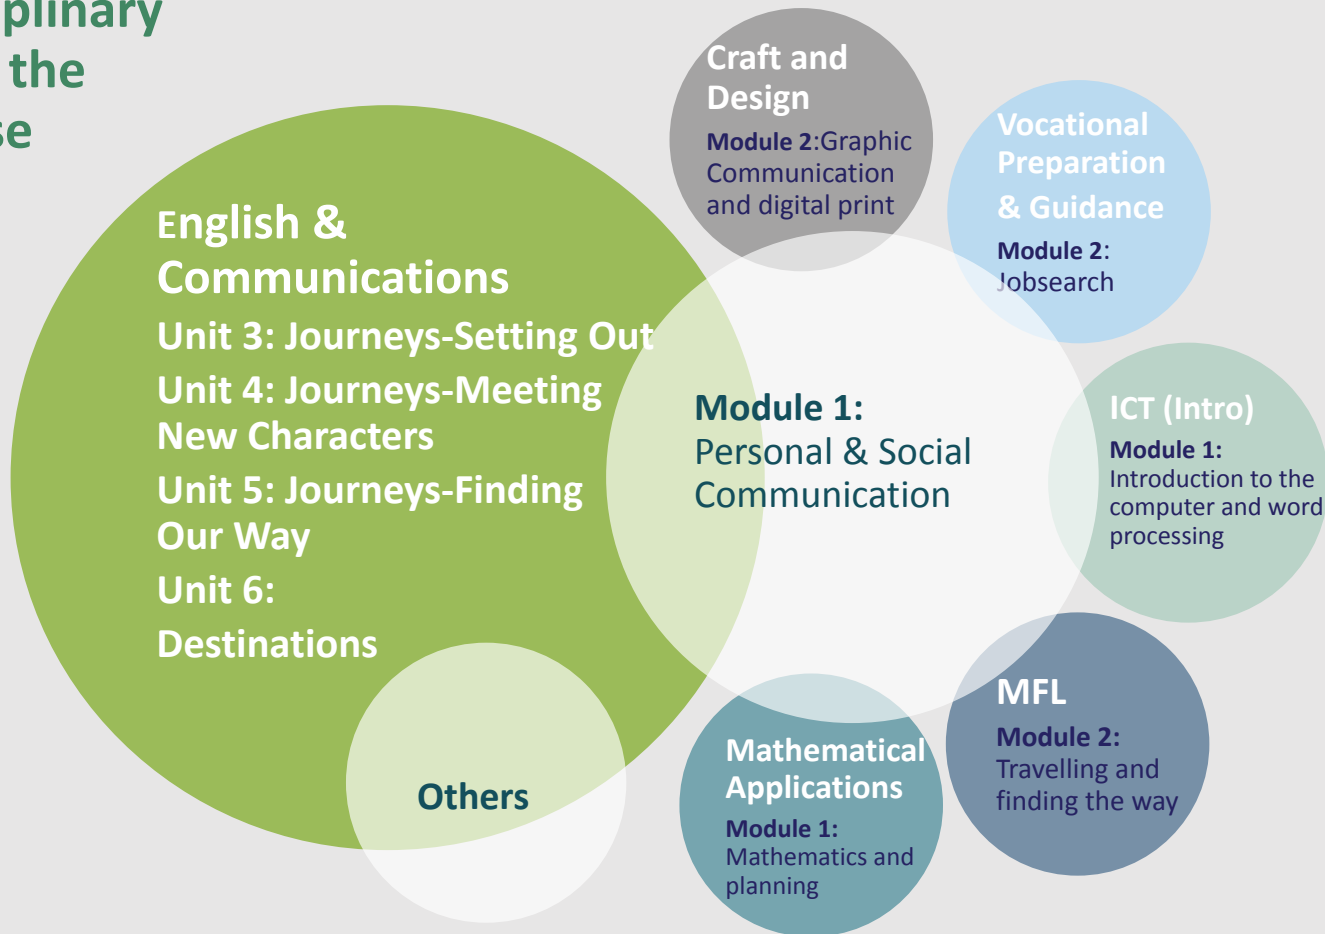 plinary
the
se
English &
Communications
Unit 3: Journeys-Setting Out
Unit 4: Journeys-Meeting
New Characters
Unit 5: Journeys-Finding
Our Way
Unit 6:
Destinations
Others
Module 1:
Personal & Social
Communication
Craft and
Design
Module 2:Graphic
Communication
and digital print
Vocational
Preparation
& Guidance
Module 2:
Jobsearch
ICT (Intro)
Module 1:
Introduction to the
computer and word
processing
MFL
Module 2:
Travelling and
finding the way
Mathematical
Applications
Module 1:
Mathematics and
planning